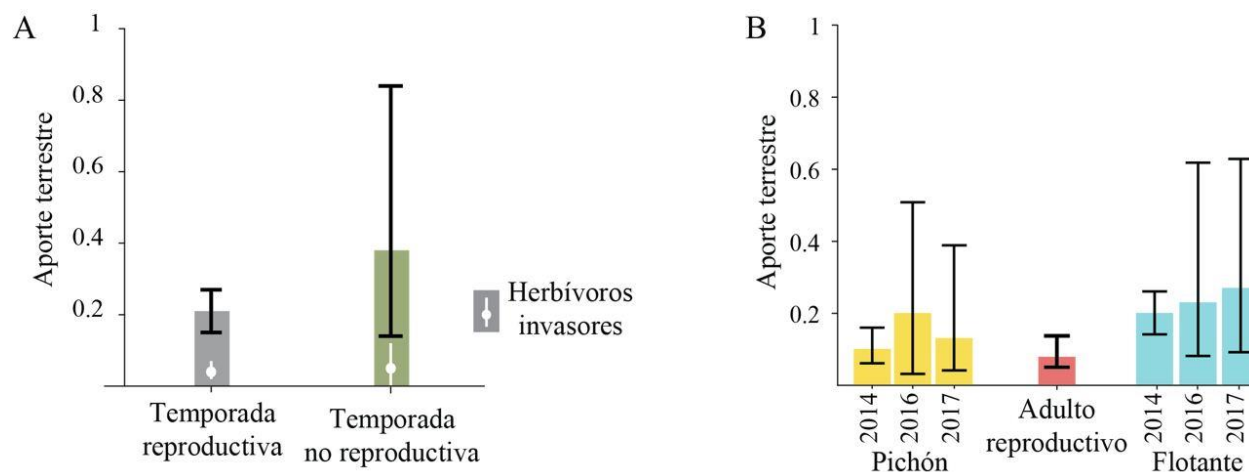 A
1
0.8
0.6
0.4
0.2
Aporte terrestre
Temporada
reproductiva
Temporada
no reproductiva
Herbívoros
invasores
B
1
0.8
0.6
0.4
0.2
Aporte terrestre
2014
2016
2017
Pichón
Adulto
reproductivo
2014
2016
2017
Flotante